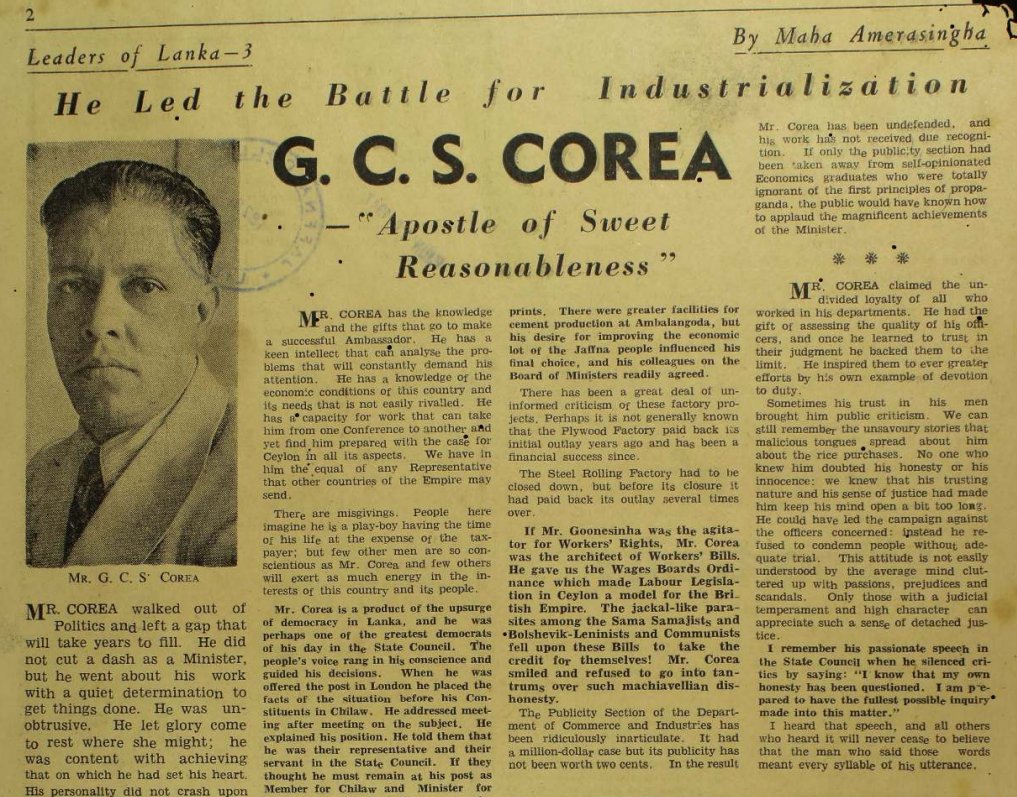 2
Leaders of Lanka—3
By Maha Amerasingha
He Led the Battle for Industrialization
G. C. S. COREA
—"Apostle of Sweet
Reasonableness"
MR. G. C. S. COREA
MR. COREA walked out of
Politics and left a gap that
will take years to fill. He did
not cut a dash as a Minister,
but he went about his work
with a quiet determination to
get things done. He was un-
obtrusive. He let glory come
to rest where she might; he
was content with achieving
that on which he had set his heart.
His personality did not crash upon
MR. COREA has the knowledge
and the gifts that go to make
a successful Ambassador. He has a
keen intellect that can analyse the pro-
blems that will constantly demand his
attention. He has a knowledge of the
economic conditions of this country and
its needs that is not easily rivalled. He
has a capacity for work that can take
him from one Conference to another and
yet find him prepared with the case for
Ceylon in all its aspects. We have in
him the equal of any Representative
that other countries of the Empire may
send.
There are misgivings. People here
imagine he is a play-boy having the time
of his life at the expense of the tax-
payer; but few other men are so con-
scientious as Mr. Corea and few others
will exert as much energy in the in-
terests of this country and its people.
Mr. Corea is a product of the upsurge
of democracy in Lanka, and he was
perhaps one of the greatest democrats
of his day in the State Council. The
people's voice rang in his conscience and
guided his decisions. When he was
offered the post in London he placed the
facts of the situation before his Con-
stituents in Chilaw. He addressed meet-
ing after meeting on the subject. He
explained his position. He told them that
he was their representative and their
servant in the State Council. If they
thought he must remain at his post as
Member for Chilaw and Minister for
prints. There were greater facilities for
cement production at Ambalangoda, but
his desire for improving the economic
lot of the Jaffna people influenced his
final choice, and his colleagues on the
Board of Ministers readily agreed.
There has been a great deal of un-
informed criticism of these factory pro-
jects. Perhaps it is not generally known
that the Plywood Factory paid back its
initial outlay years ago and has been a
financial success since.
The Steel Rolling Factory had to be
closed down, but before its closure it
had paid back its outlay several times
over.
If Mr. Goonesinha was the agita-
tor for Workers' Rights, Mr. Corea
was the architect of Workers' Bills.
He gave us the Wages Boards Ordi-
nance which made Labour Legisla-
tion in Ceylon a model for the Bri-
tish Empire. The jackal-like para-
sites among the Sama Samajists and
Bolshevik-Leninists and Communists
fell upon these Bills to take the
credit for themselves! Mr. Corea
smiled and refused to go into tan-
trums over such machiavellian dis-
honesty.
The Publicity Section of the Depart-
ment of Commerce and Industries has
been ridiculously inarticulate. It had
a million-dollar case but its publicity has
not been worth two cents. In the result
Mr. Corea has been undefended, and
his work has not received due recogni-
tion. If only the publicity section had
been taken away from self-opinionated
Economics graduates who were totally
ignorant of the first principles of propa-
ganda, the public would have known how
to applaud the magnificent achievements
of the Minister.
* * *
MR. COREA claimed the un-
divided loyalty of all who
worked in his departments. He had the
gift of assessing the quality of his offi-
cers, and once he learned to trust in
their judgment he backed them to the
limit. He inspired them to ever greater
efforts by his own example of devotion
to duty.
Sometimes his trust in his men
brought him public criticism. We can
still remember the unsavoury stories that
malicious tongues spread about him
about the rice purchases. No one who
knew him doubted his honesty or his
innocence: we knew that his trusting
nature and his sense of justice had made
him keep his mind open a bit too long.
He could have led the campaign against
the officers concerned: instead he re-
fused to condemn people without ade-
quate trial. This attitude is not easily
understood by the average mind clut-
tered up with passions, prejudices and
scandals. Only those with a judicial
temperament and high character can
appreciate such a sense of detached jus-
tice.
I remember his passionate speech in
the State Council when he silenced cri-
tics by saying: "I know that my own
honesty has been questioned. I am pre-
pared to have the fullest possible inquiry
made into this matter."
I heard that speech, and all others
who heard it will never cease to believe
that the man who said those words
meant every syllable of his utterance.